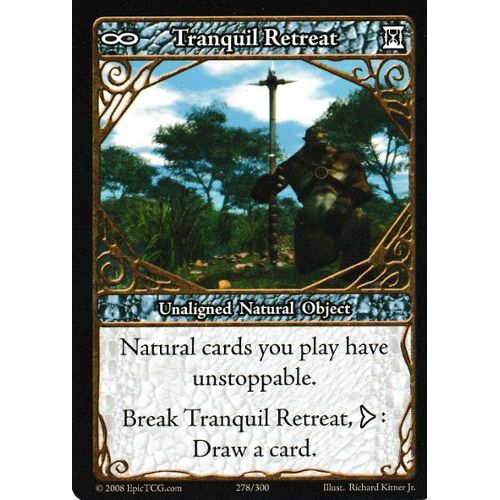 Tranquil Retreat
Unaligned Natural Object
Natural cards you play have
unstoppable.
Break Tranquil Retreat, :
Draw a card.
© 2008 EpicTCG.com 278/300 Illust. Richard Kitner Jr.